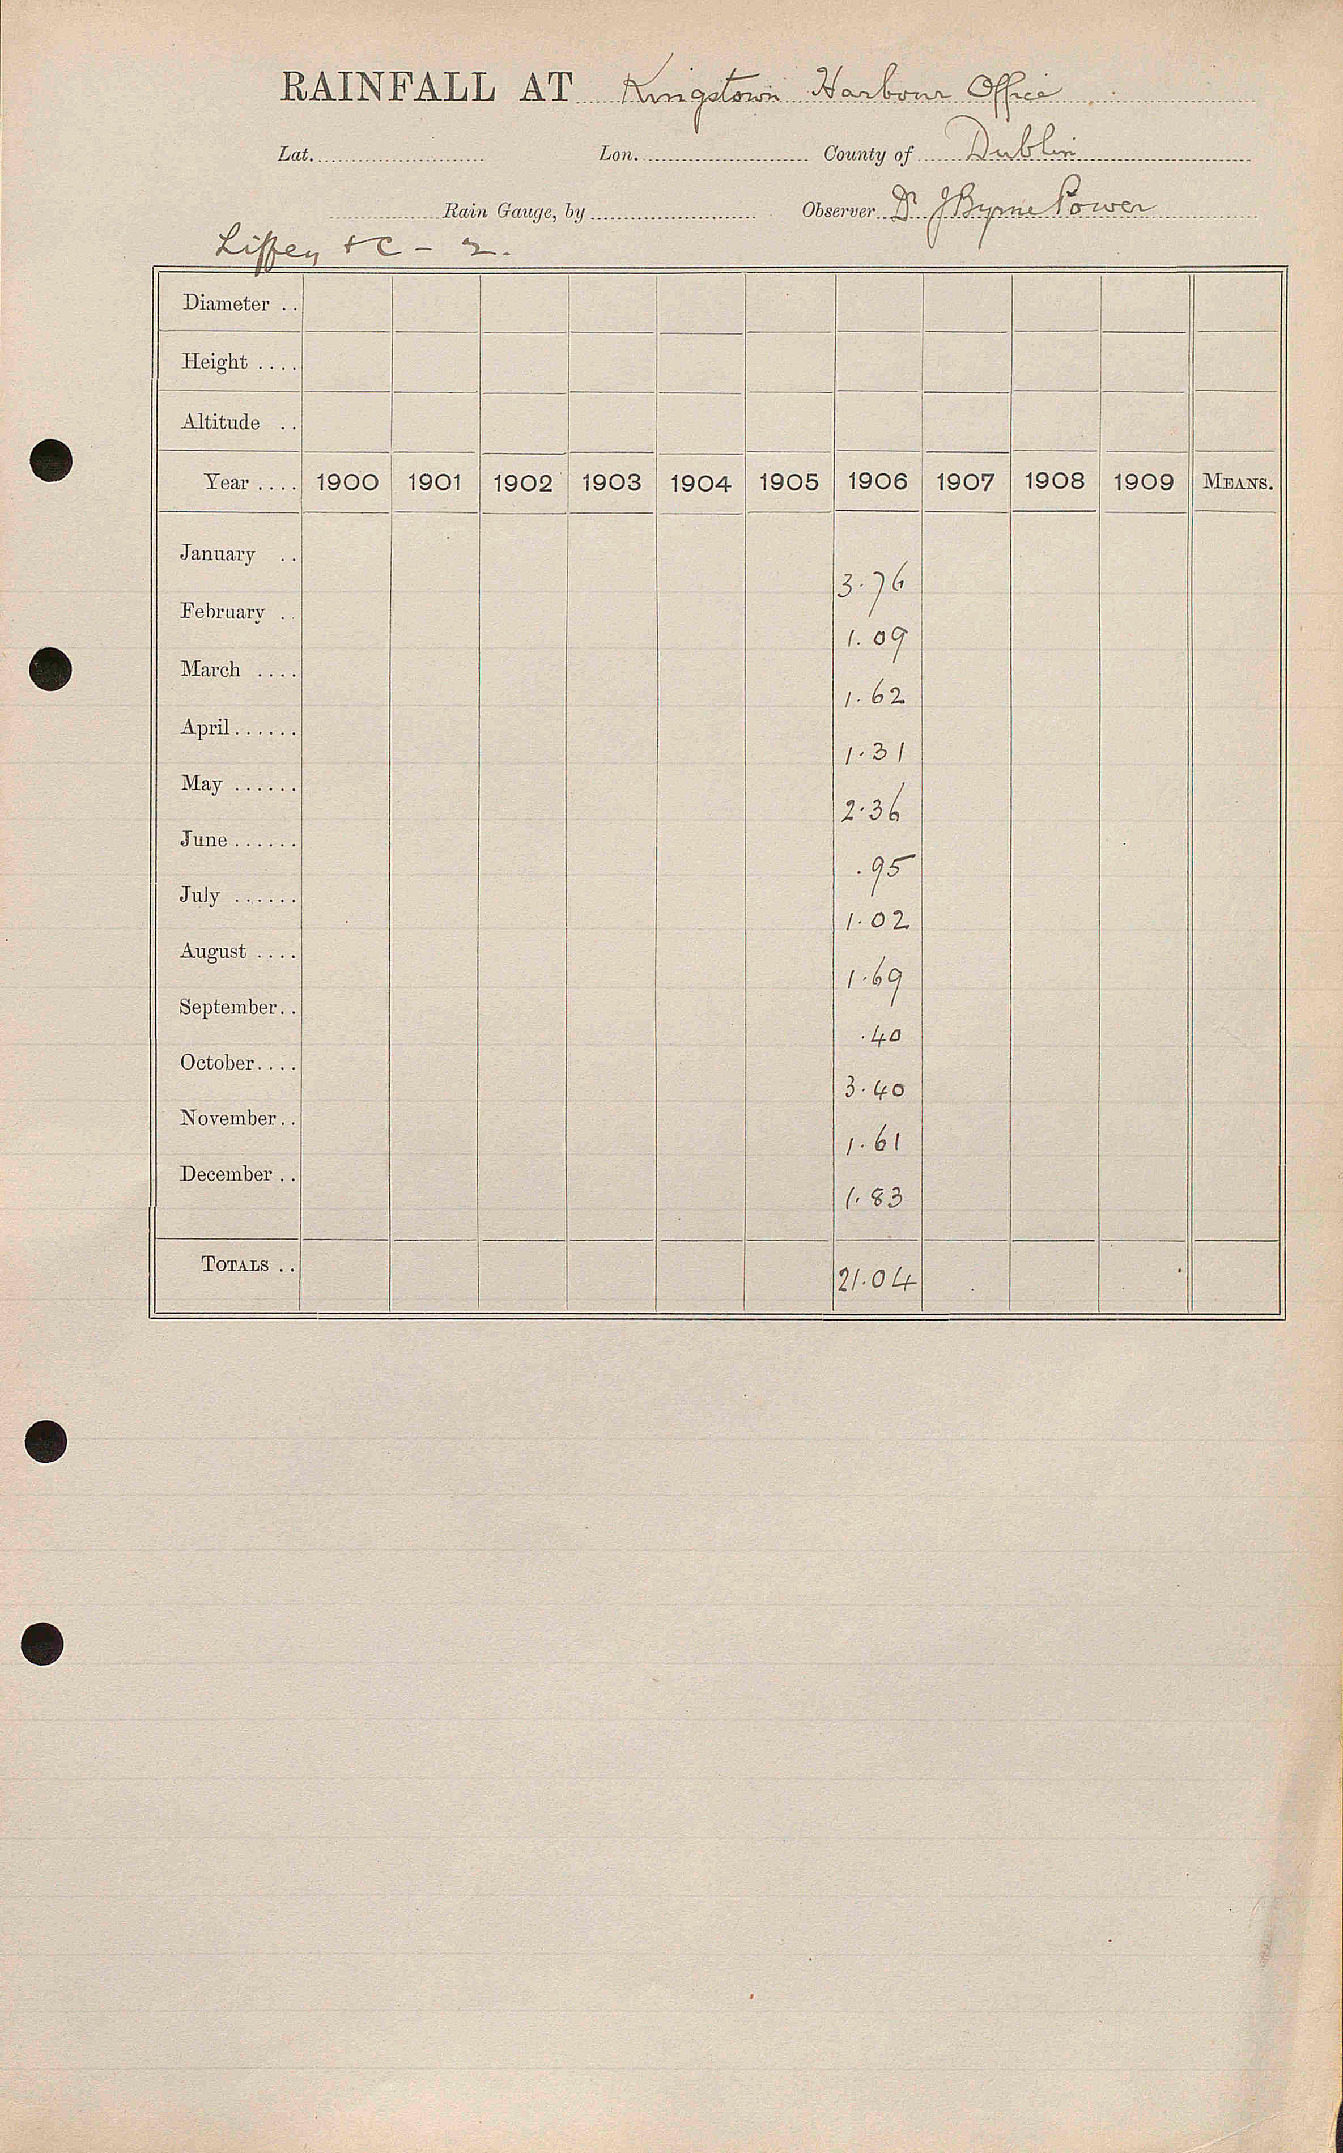 RAINFALL AT Kingstown Harbour Office
Lat. Lon. County of Dublin
Rain Gauge, by Observer Dr J Byrne Power
Liffey + C - 2.
Diameter ..
Height ....
Altitude ..
Year .... 1900 1901 1902 1903 1904 1905 1906 1907 1908 1909 MEANS.
January .. 3.76
February .. 1.09
March .... 1.62
April ...... 1.31
May ...... 2.36
June ...... .95
July ...... 1.02
August .... 1.69
September .. .40
October .... 3.40
November .. 1.61
December .. 1.83
TOTALS .. 21.04